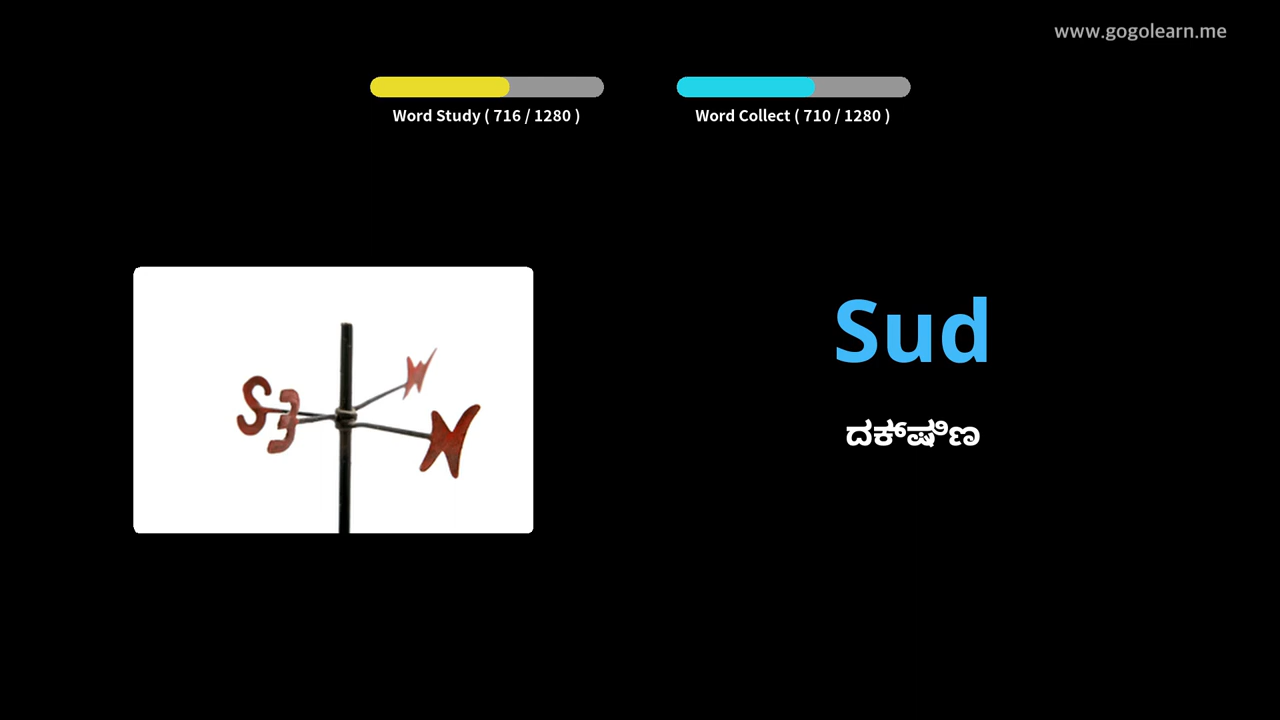 www.gogolearn.me
Word Study ( 716 / 1280 )
Word Collect ( 710 / 1280 )
Sud
ದಕ್ಷಿಣ
S
E
N